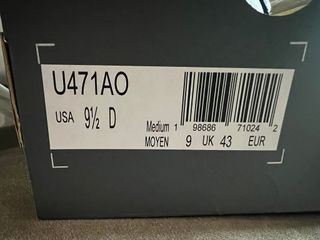 U471AO
USA 9½ D
Medium 1 98686 71024 2
MOYEN 9 UK 43 EUR